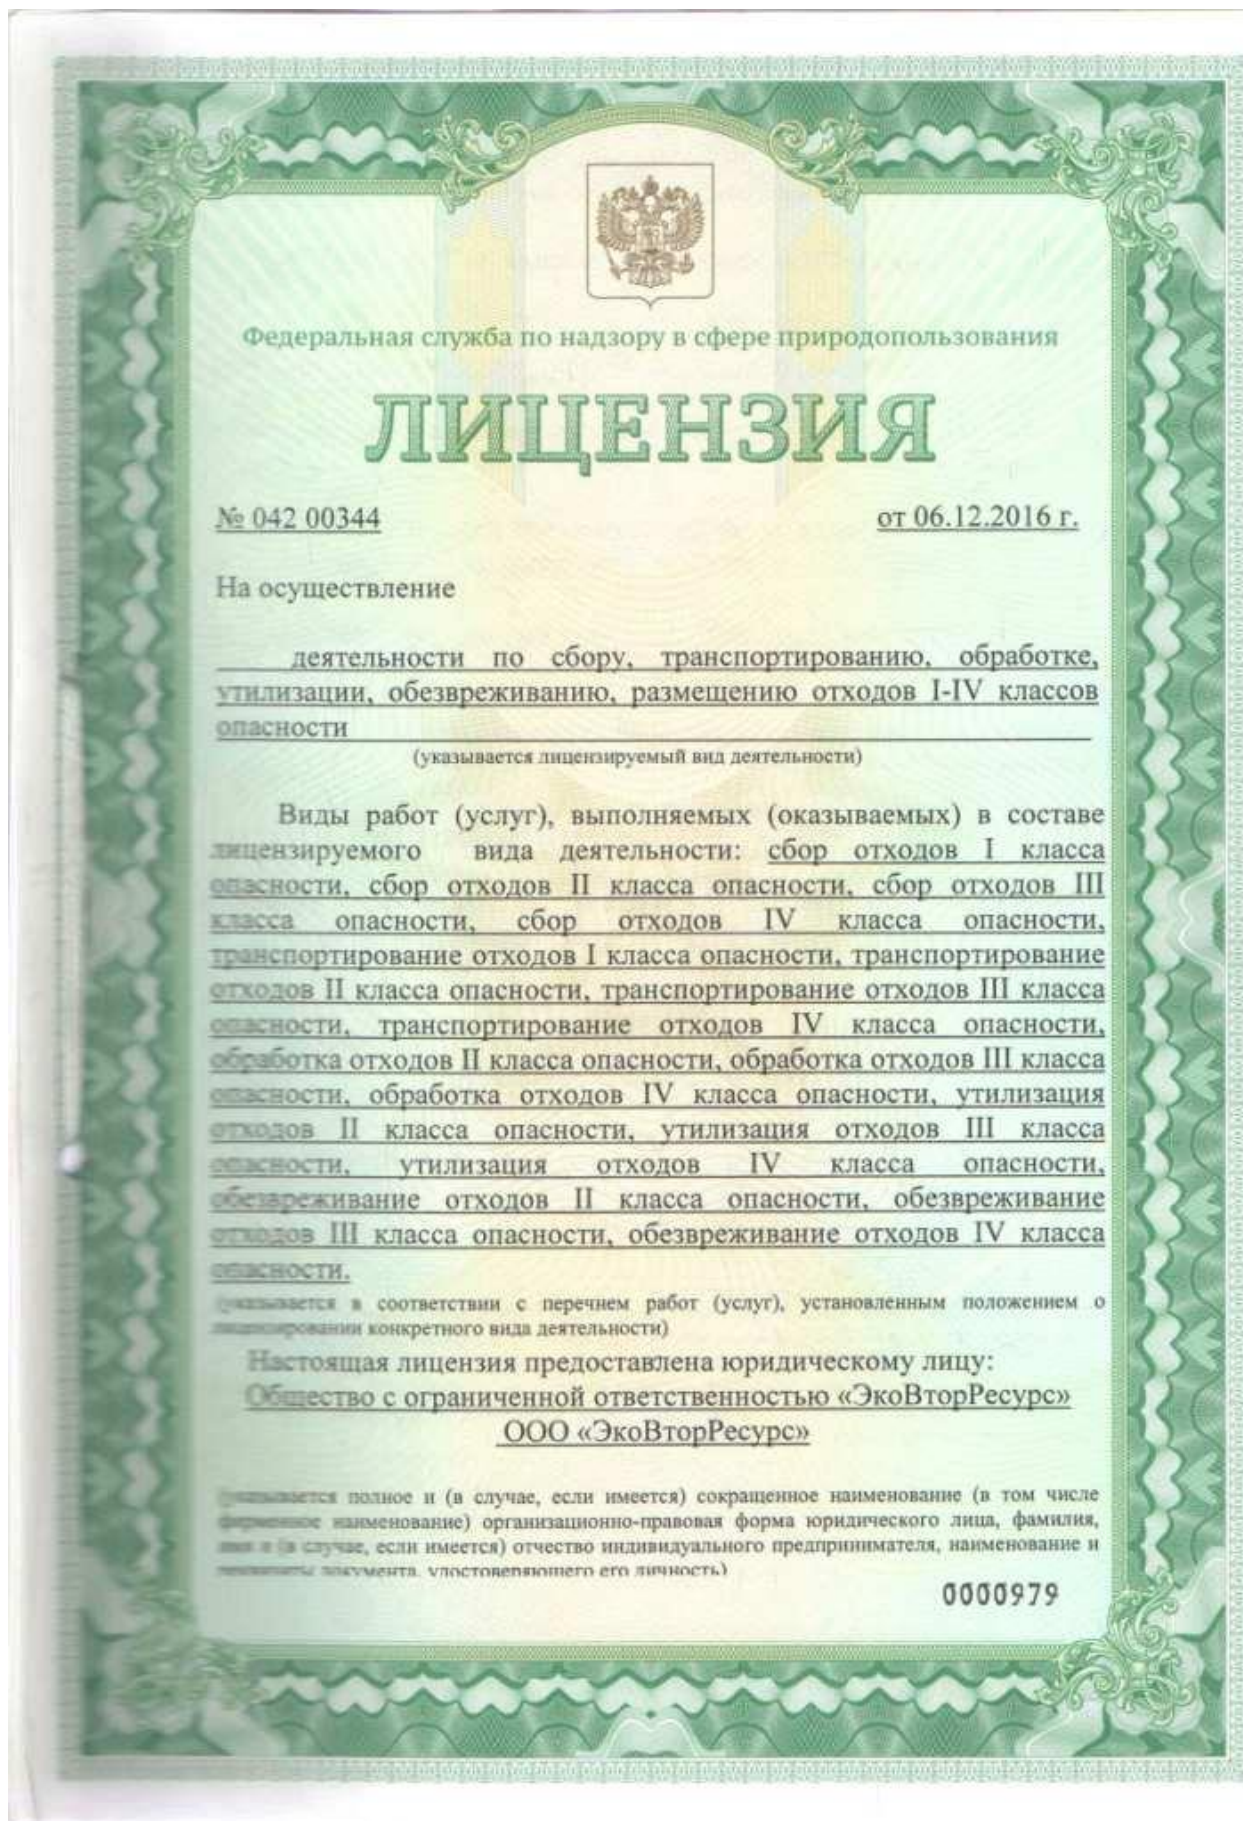 Федеральная служба по надзору в сфере природопользования
ЛИЦЕНЗИЯ
№ 042 00344 от 06.12.2016 г.
На осуществление
деятельности по сбору, транспортированию, обработке,
утилизации, обезвреживанию, размещению отходов I-IV классов
опасности
(указывается лицензируемый вид деятельности)
Виды работ (услуг), выполняемых (оказываемых) в составе
лицензируемого вида деятельности: сбор отходов I класса
опасности, сбор отходов II класса опасности, сбор отходов III
класса опасности, сбор отходов IV класса опасности,
транспортирование отходов I класса опасности, транспортирование
отходов II класса опасности, транспортирование отходов III класса
опасности, транспортирование отходов IV класса опасности,
обработка отходов II класса опасности, обработка отходов III класса
опасности, обработка отходов IV класса опасности, утилизация
отходов II класса опасности, утилизация отходов III класса
опасности, утилизация отходов IV класса опасности,
обезвреживание отходов II класса опасности, обезвреживание
отходов III класса опасности, обезвреживание отходов IV класса
опасности.
(указывается в соответствии с перечнем работ (услуг), установленным положением о
лицензировании конкретного вида деятельности)
Настоящая лицензия предоставлена юридическому лицу:
Общество с ограниченной ответственностью «ЭкоВторРесурс»
ООО «ЭкоВторРесурс»
(указывается полное и (в случае, если имеется) сокращенное наименование (в том числе
фирменное наименование) организационно-правовая форма юридического лица, фамилия,
имя и (в случае, если имеется) отчество индивидуального предпринимателя, наименование и
реквизиты документа, удостоверяющего его личность)
0000979